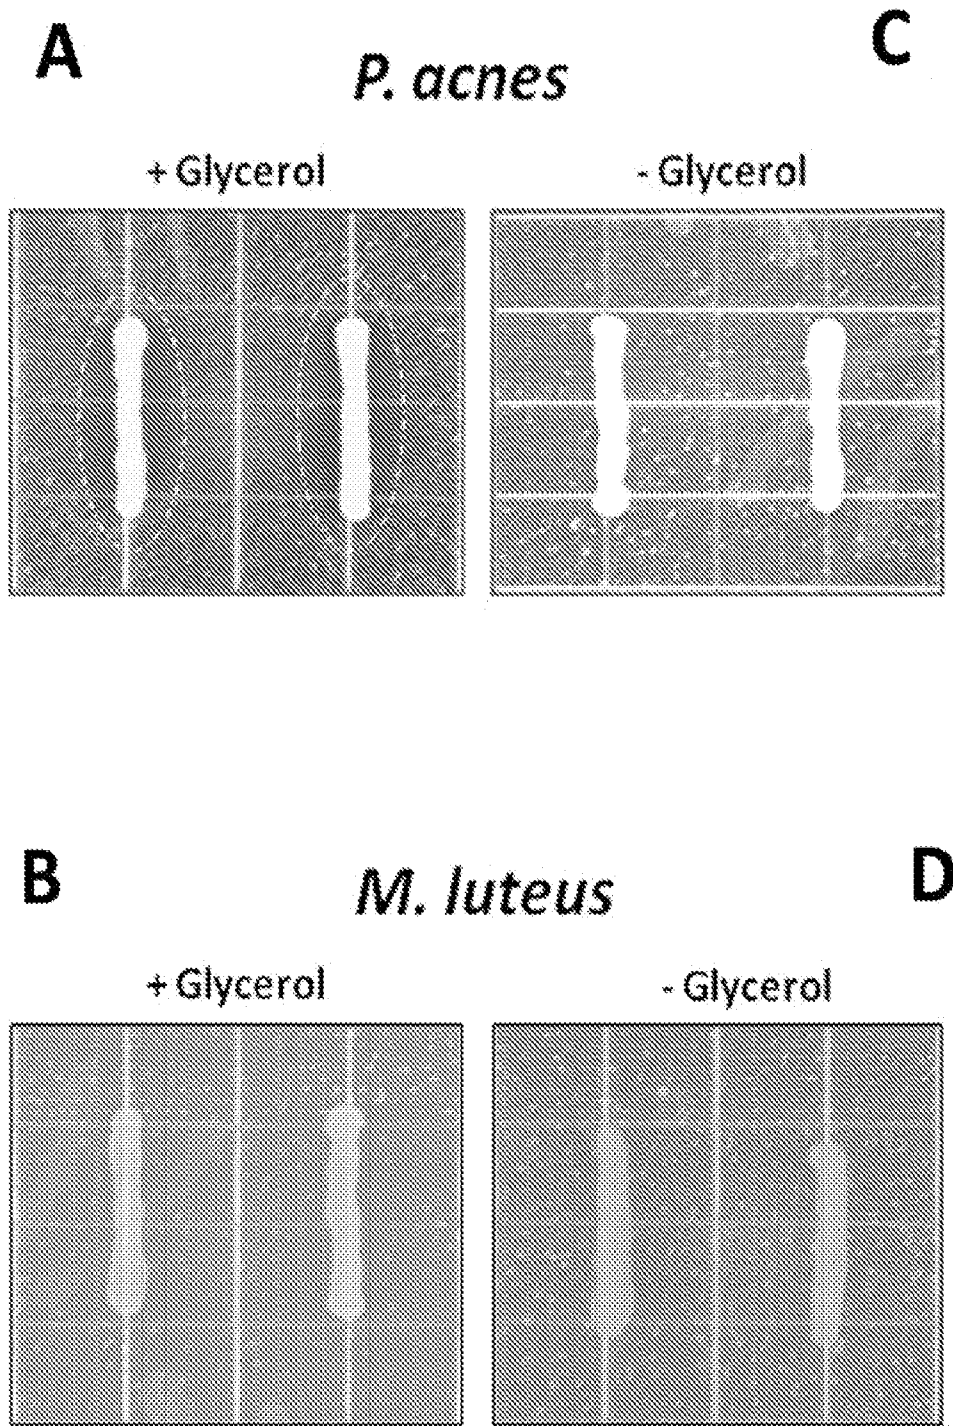 A
C
P. acnes
+ Glycerol
- Glycerol
B
D
M. luteus
+ Glycerol
- Glycerol